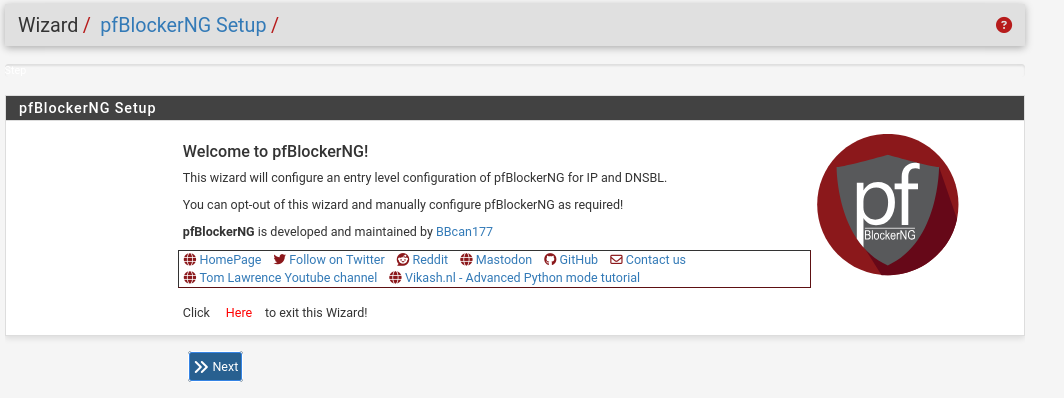 Wizard / pfBlockerNG Setup /
Step
pfBlockerNG Setup
Welcome to pfBlockerNG!
This wizard will configure an entry level configuration of pfBlockerNG for IP and DNSBL.
You can opt-out of this wizard and manually configure pfBlockerNG as required!
pfBlockerNG is developed and maintained by BBcan177
HomePage Follow on Twitter Reddit Mastodon GitHub Contact us
Tom Lawrence Youtube channel Vikash.nl - Advanced Python mode tutorial
Click Here to exit this Wizard!
pf
BlockerNG
Next